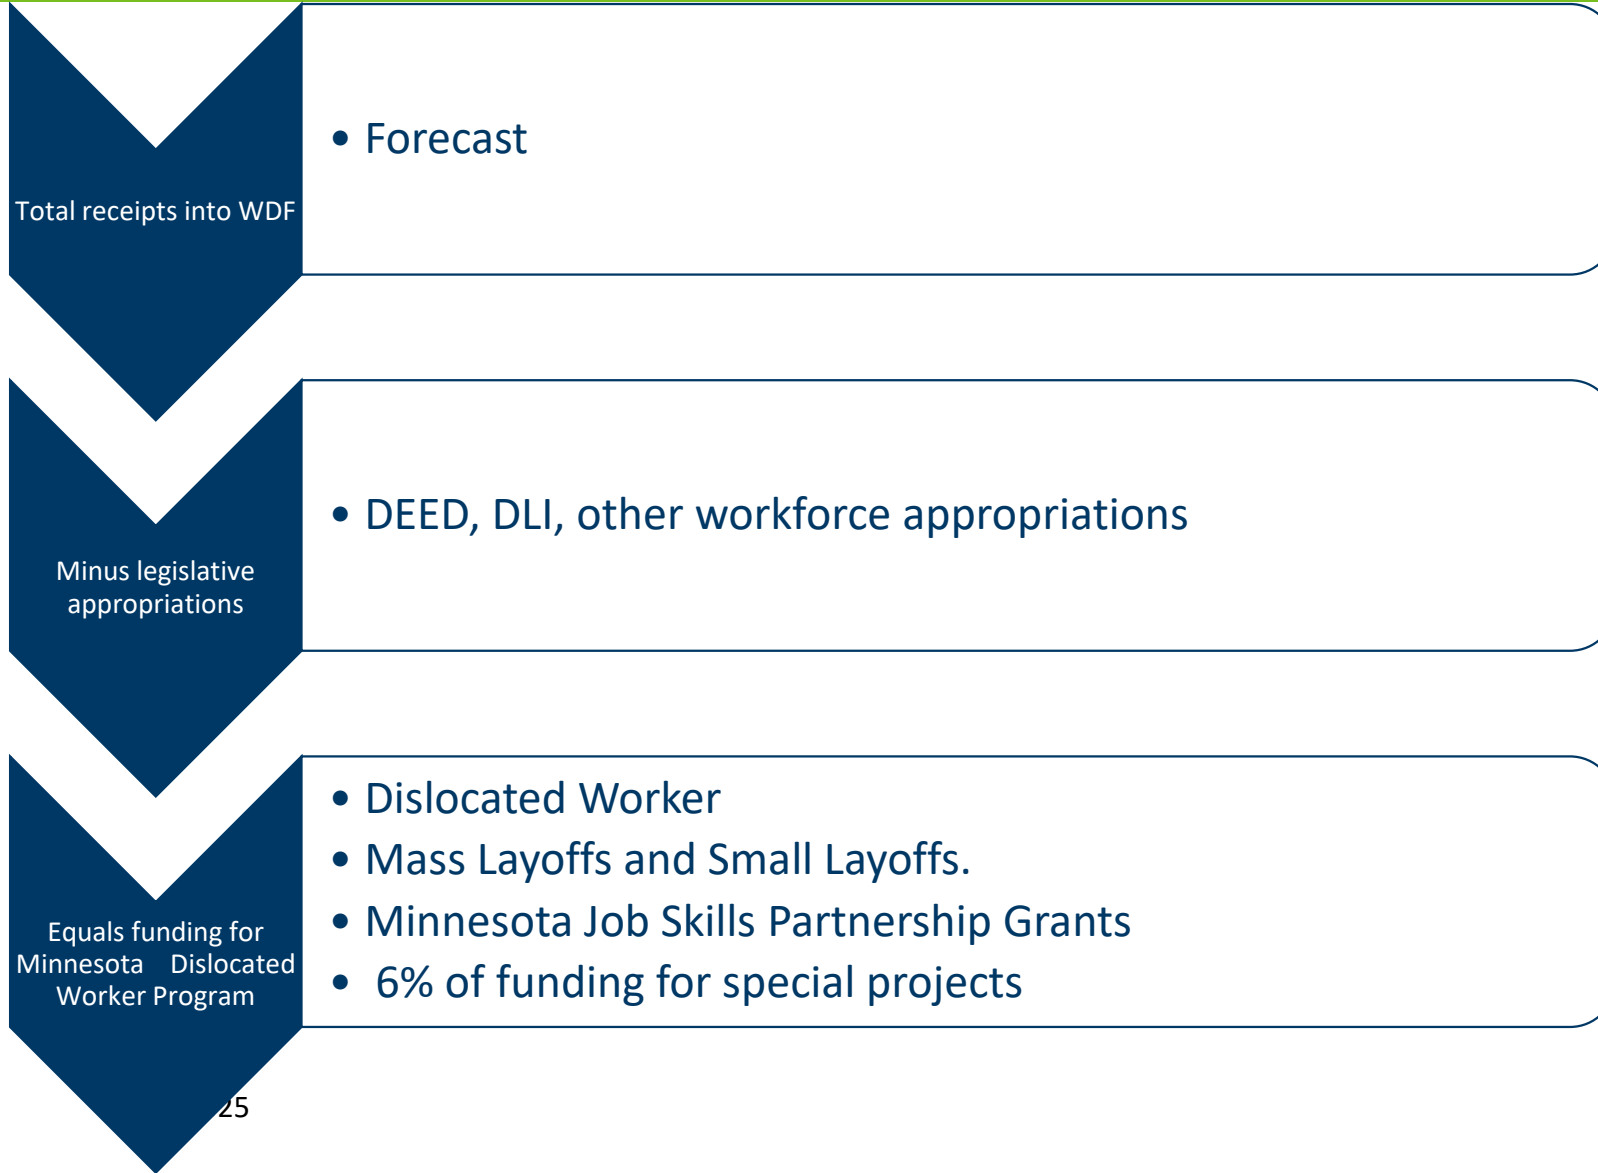 Total receipts into WDF
• Forecast
Minus legislative
appropriations
• DEED, DLI, other workforce appropriations
Equals funding for
Minnesota Dislocated
Worker Program
• Dislocated Worker
• Mass Layoffs and Small Layoffs.
• Minnesota Job Skills Partnership Grants
• 6% of funding for special projects
25